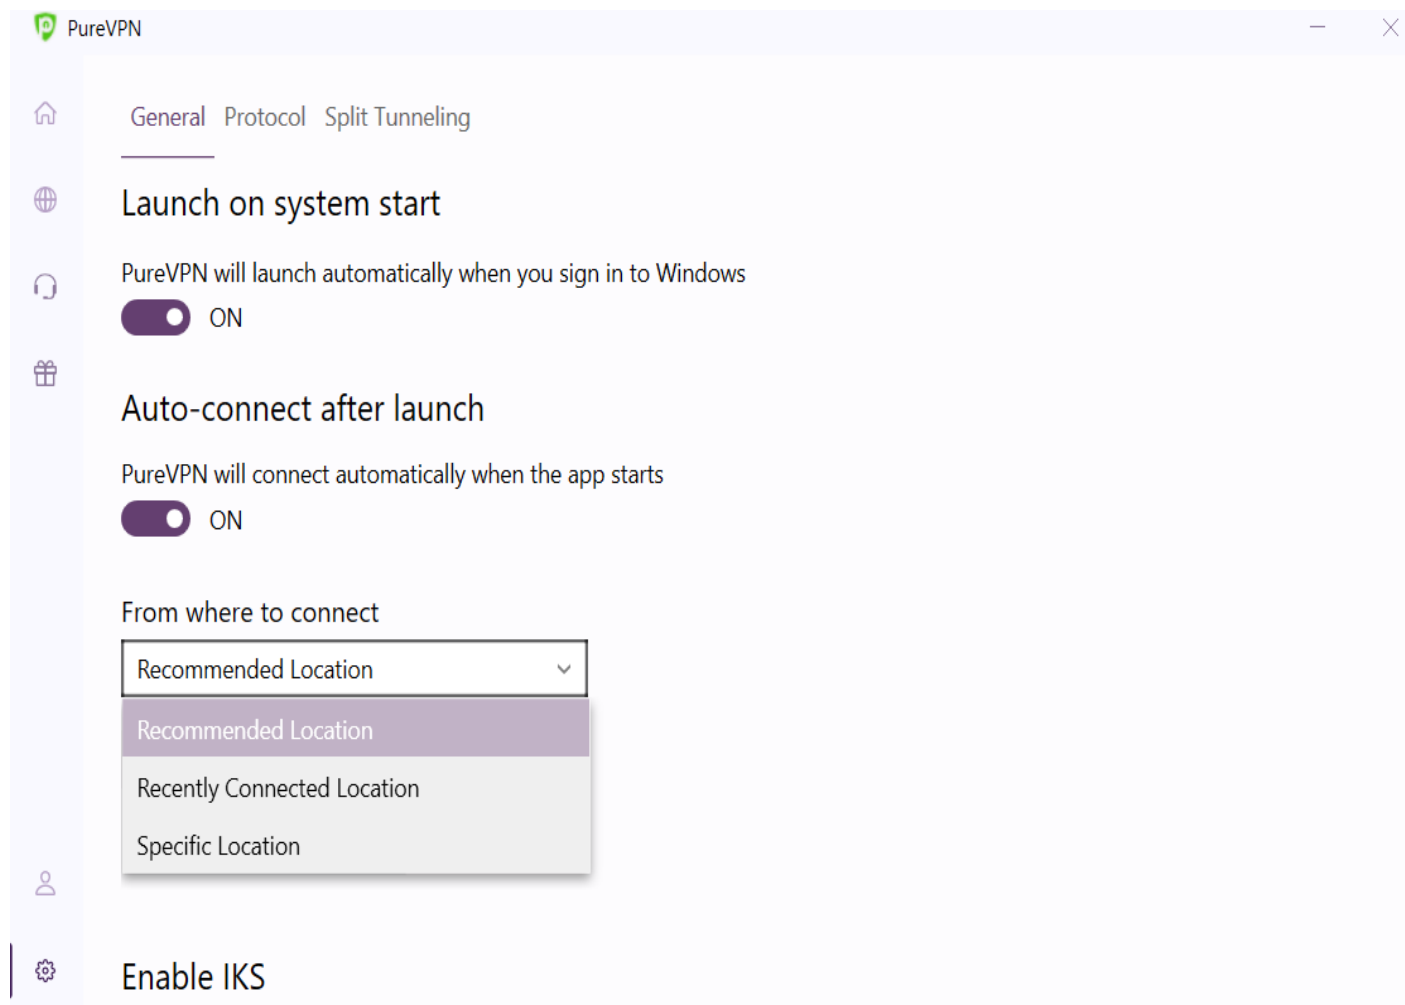 PureVPN
General Protocol Split Tunneling
Launch on system start
PureVPN will launch automatically when you sign in to Windows
ON
Auto-connect after launch
PureVPN will connect automatically when the app starts
ON
From where to connect
Recommended Location
Recommended Location
Recently Connected Location
Specific Location
Enable IKS